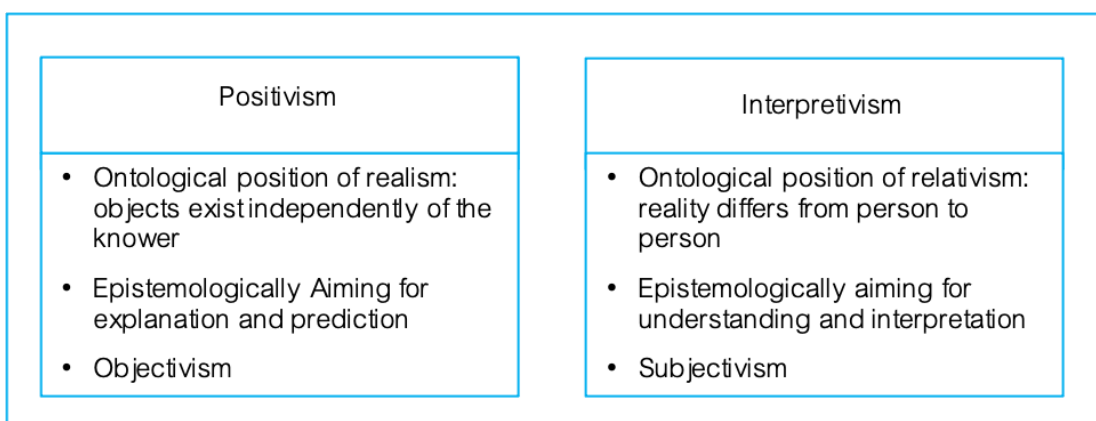 Positivism
• Ontological position of realism:
objects exist independently of the
knower
• Epistemologically Aiming for
explanation and prediction
• Objectivism
Interpretivism
• Ontological position of relativism:
reality differs from person to
person
• Epistemologically aiming for
understanding and interpretation
• Subjectivism